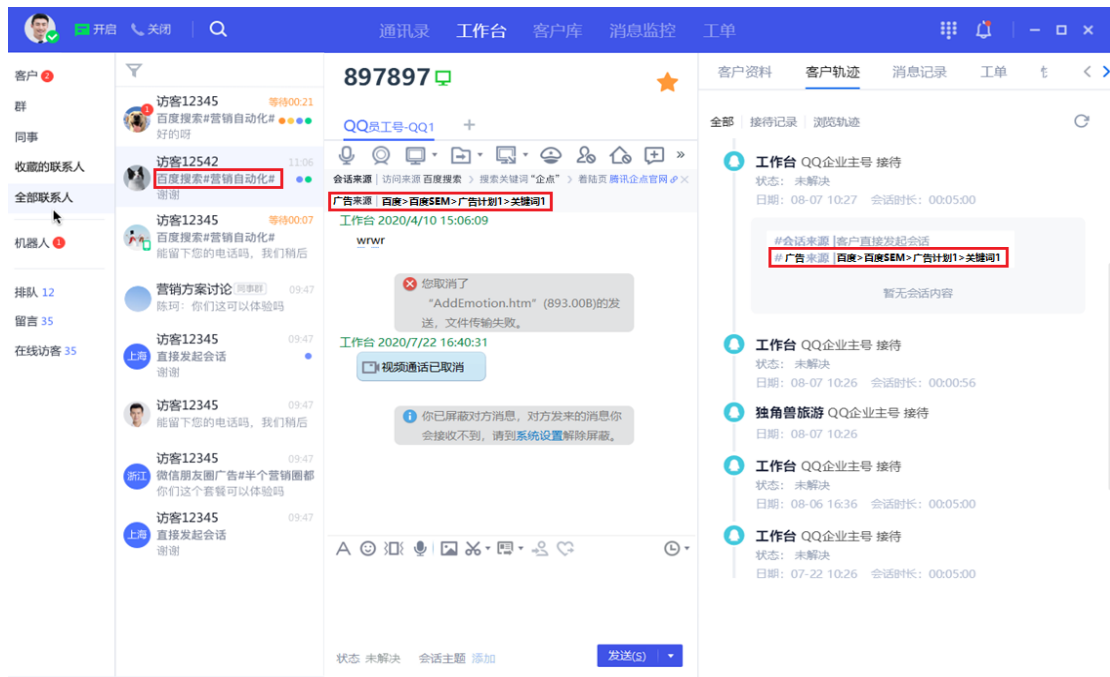 开启 关闭 通讯录 工作台 客户库 消息监控 工单
客户 2
群
同事
收藏的联系人
全部联系人
机器人 1
排队 12
留言 35
在线访客 35
1
访客12345 等待00:21
百度搜索#营销自动化#
好的呀
访客12542 11:06
百度搜索#营销自动化#
谢谢
访客12345 等待00:07
百度搜索#营销自动化#
能留下您的电话吗，我们稍后
营销方案讨论 同事群 09:47
陈珂：你们这可以体验吗
上海
访客12345 09:47
直接发起会话
谢谢
访客12345 09:47
能留下您的电话吗，我们稍后
浙江
访客12345 09:47
微信朋友圈广告#半个营销圈都
你们这个套餐可以体验吗
上海
访客12345 09:47
直接发起会话
谢谢
897897
QQ员工号-QQ1 +
会话来源 | 访问来源 百度搜索 > 搜索关键词 “企点” > 着陆页 腾讯企点官网
广告来源 | 百度>百度SEM>广告计划1>关键词1
工作台 2020/4/10 15:06:09
wrwr
您取消了
“AddEmotion.htm” (893.00B)的发
送，文件传输失败。
工作台 2020/7/22 16:40:31
视频通话已取消
你已屏蔽对方消息，对方发来的消息你
会接收不到，请到系统设置解除屏蔽。
状态 未解决 会话主题 添加
发送(S)
客户资料 客户轨迹 消息记录 工单
全部 接待记录 浏览轨迹
工作台 QQ企业主号 接待
状态： 未解决
日期： 08-07 10:27 会话时长： 00:05:00
#会话来源 |客户直接发起会话
# 广告来源 |百度>百度SEM>广告计划1>关键词1
暂无会话内容
工作台 QQ企业主号 接待
状态： 未解决
日期： 08-07 10:26 会话时长： 00:00:56
独角兽旅游 QQ企业主号 接待
日期： 08-07 10:26
工作台 QQ企业主号 接待
状态： 未解决
日期： 08-06 16:36 会话时长： 00:05:00
工作台 QQ企业主号 接待
状态： 未解决
日期： 07-22 10:26 会话时长： 00:05:00